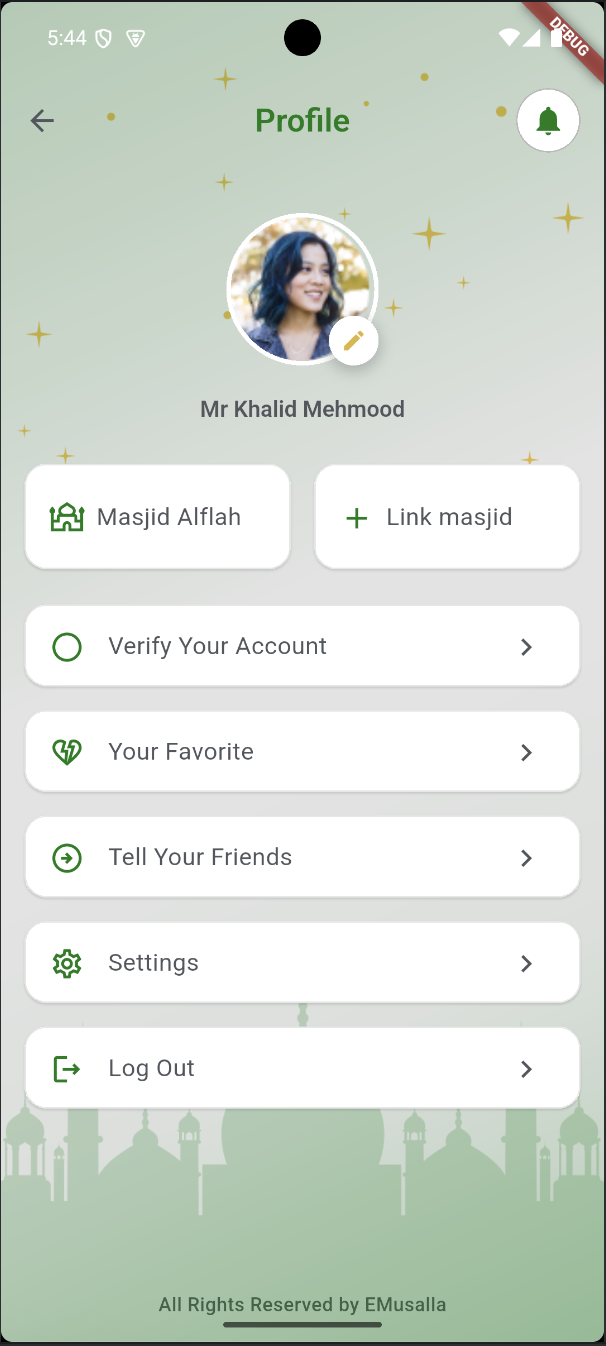 5:44
DEBUG
Profile
Mr Khalid Mehmood
Masjid Alflah
Link masjid
Verify Your Account
Your Favorite
Tell Your Friends
Settings
Log Out
All Rights Reserved by EMusalla